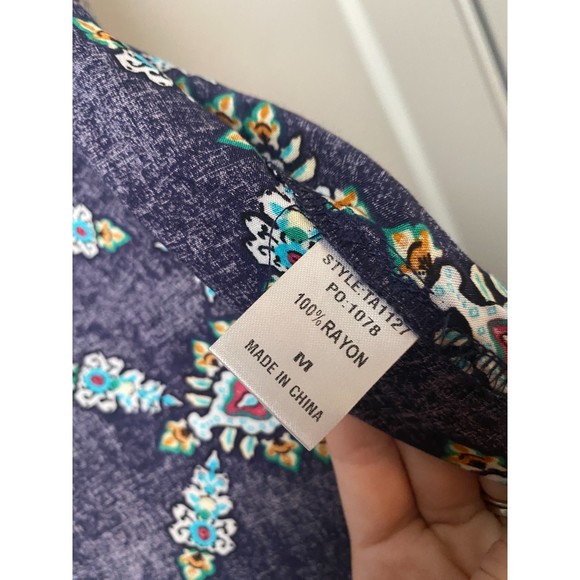 STYLE:TA1127
PO:1078
100%RAYON
M
MADE IN CHINA